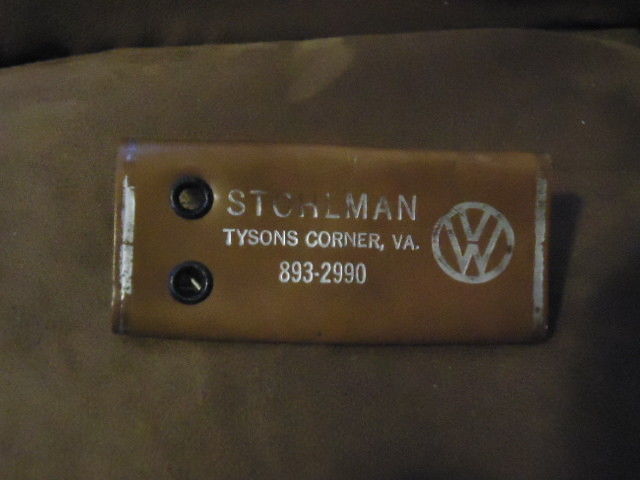 STOHLMAN
TYSONS CORNER, VA.
893-2990
VW